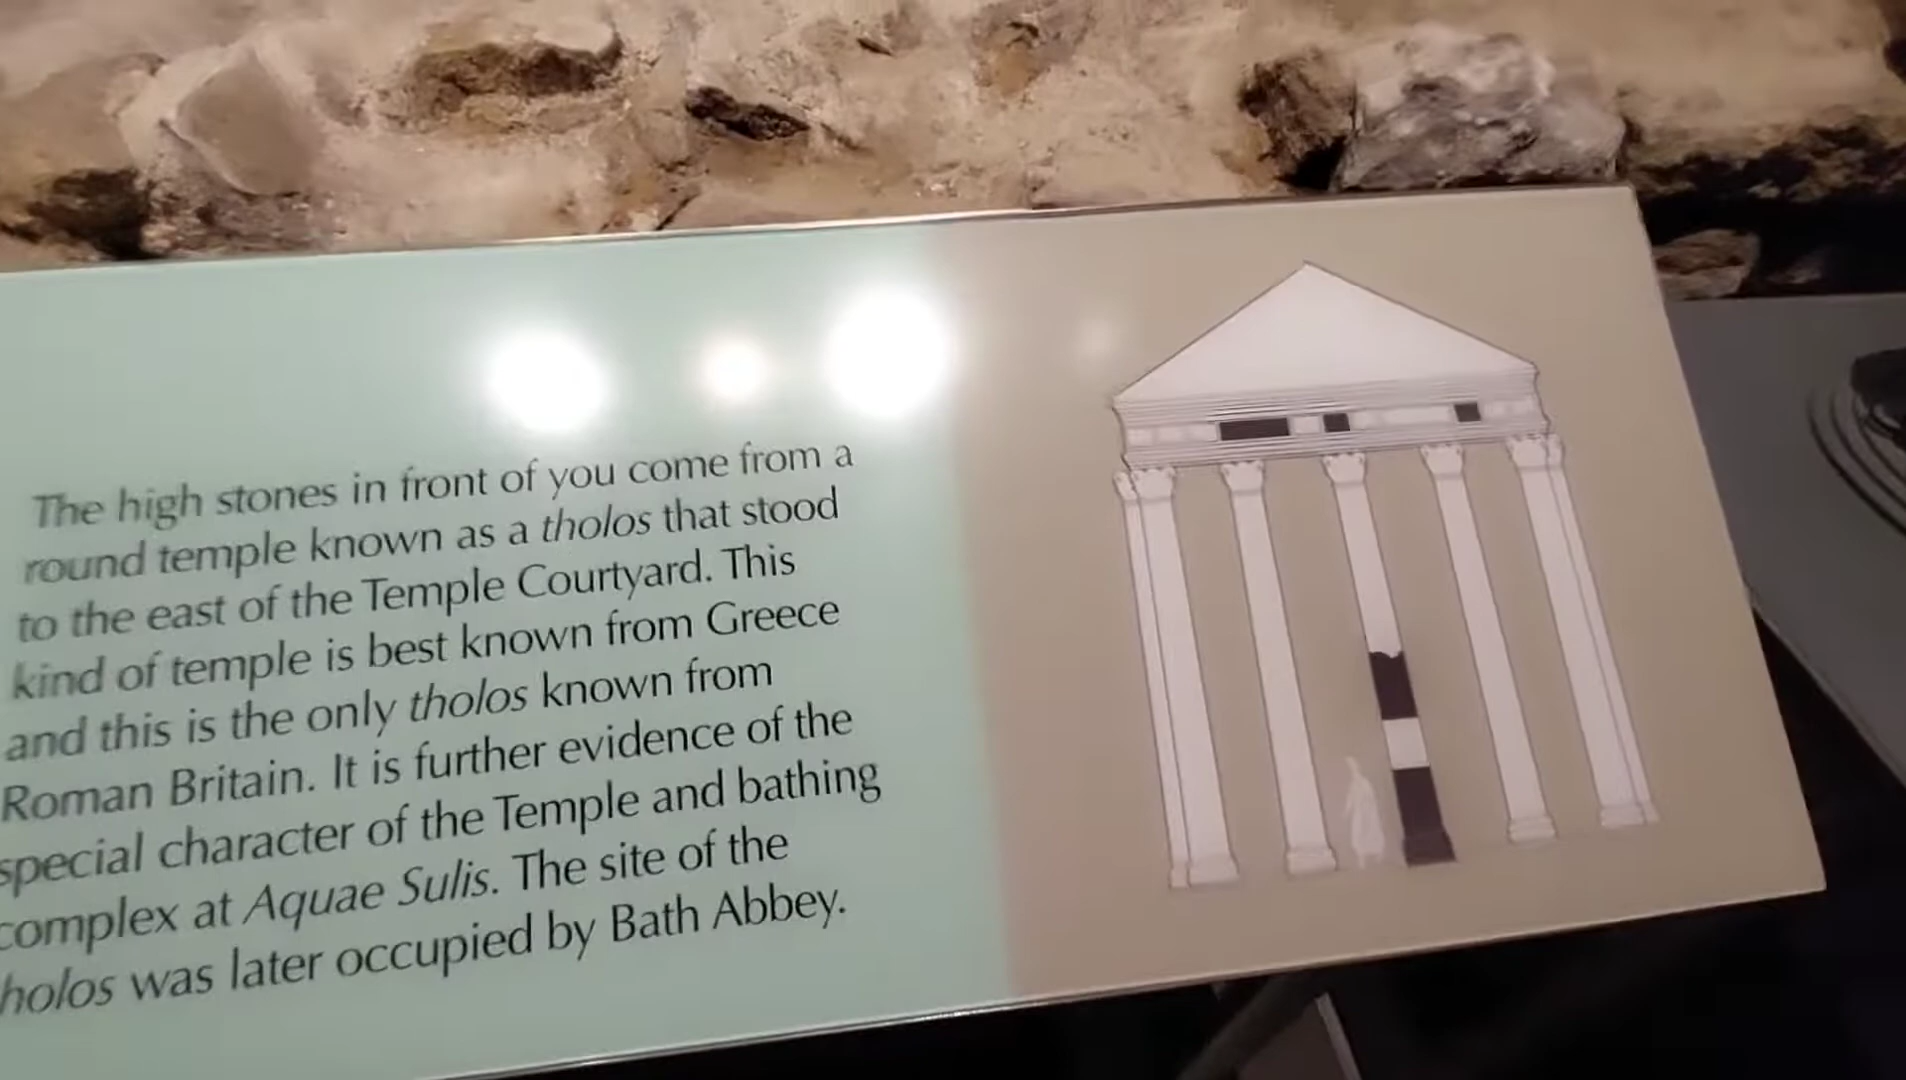 The high stones in front of you come from a
round temple known as a tholos that stood
to the east of the Temple Courtyard. This
kind of temple is best known from Greece
and this is the only tholos known from
Roman Britain. It is further evidence of the
special character of the Temple and bathing
complex at Aquae Sulis. The site of the
holos was later occupied by Bath Abbey.